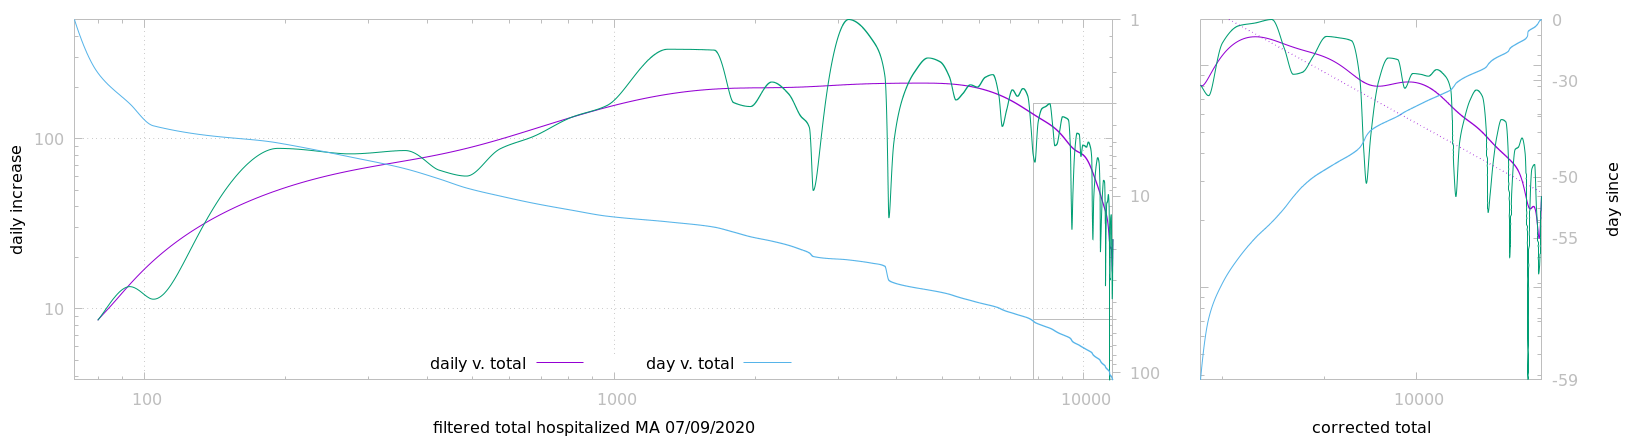 daily increase
100
10
daily v. total
day v. total
100
1000
10000
filtered total hospitalized MA 07/09/2020
1
10
100
10000
corrected total
0
-30
-50
-55
-59
day since